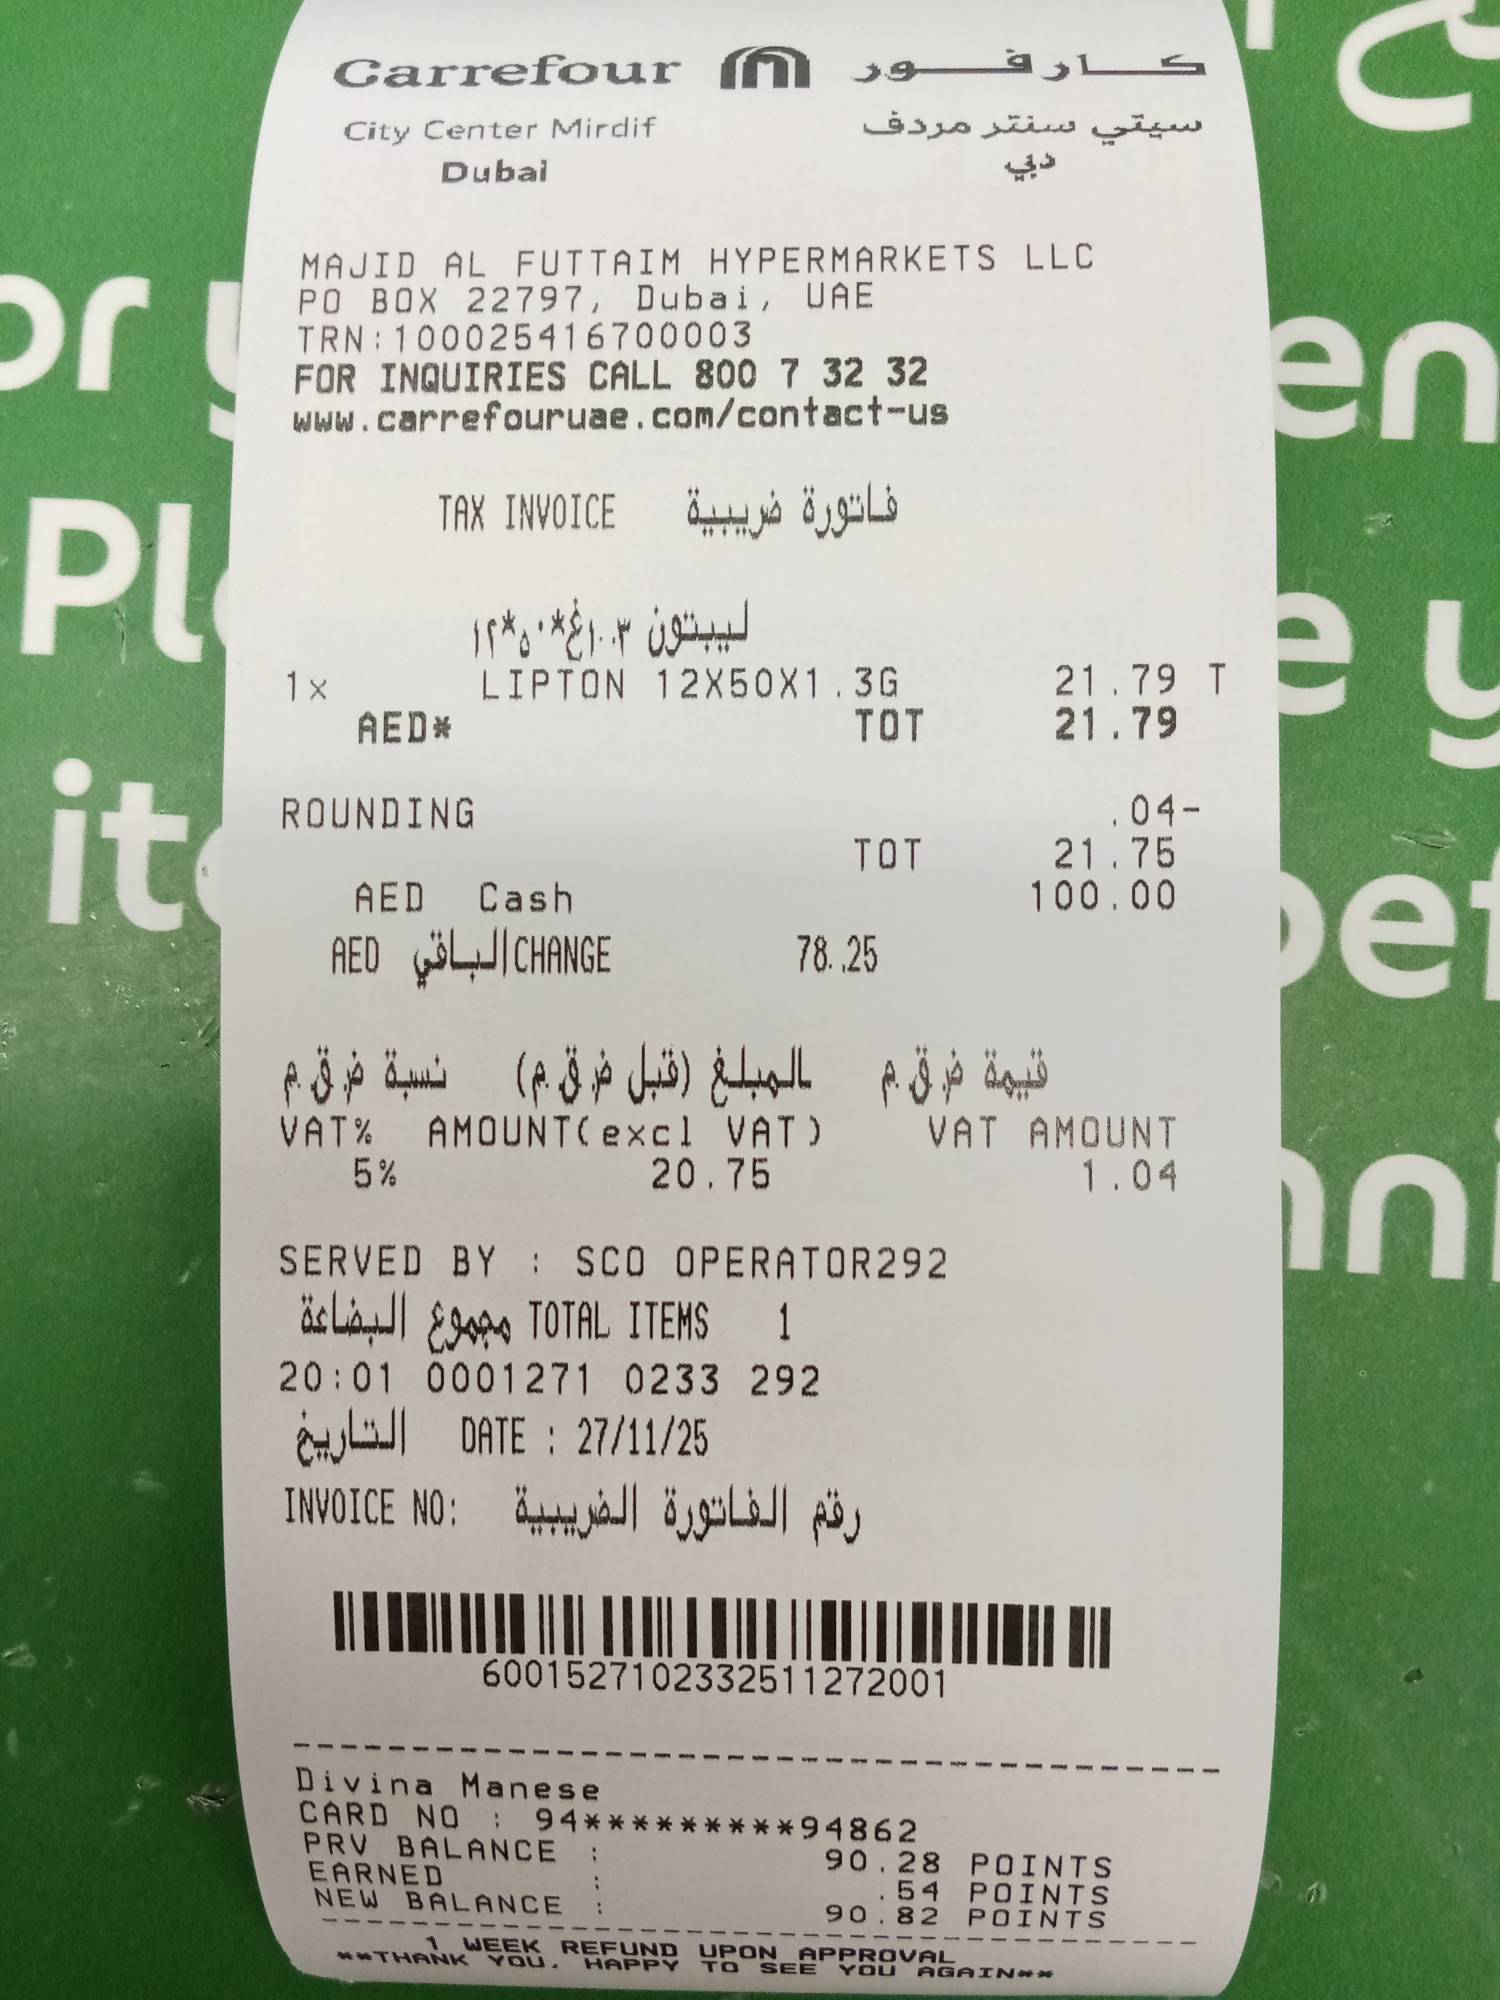 Carrefour كارفور
City Center Mirdif سيتي سنتر مردف
Dubai دبي
MAJID AL FUTTAIM HYPERMARKETS LLC
PO BOX 22797, Dubai, UAE
TRN:100025416700003
FOR INQUIRIES CALL 800 7 32 32
www.carrefouruae.com/contact-us
TAX INVOICE فاتورة ضريبية
ليبتون ١.٠٣غ*٥٠*١٢
1x LIPTON 12X50X1.3G 21.79 T
AED* TOT 21.79
ROUNDING .04-
TOT 21.75
AED Cash 100.00
AED الباقي CHANGE 78.25
نسبة ض.ق.م المبلغ (قبل ض.ق.م) قيمة ض.ق.م
VAT% AMOUNT(excl VAT) VAT AMOUNT
5% 20.75 1.04
SERVED BY : SCO OPERATOR292
مجموع البضاعة TOTAL ITEMS 1
20:01 0001271 0233 292
التاريخ DATE : 27/11/25
INVOICE NO: رقم الفاتورة الضريبية
6001527102332511272001
Divina Manese
CARD NO : 94*********94862
PRV BALANCE : 90.28 POINTS
EARNED : .54 POINTS
NEW BALANCE : 90.82 POINTS
1 WEEK REFUND UPON APPROVAL
**THANK YOU. HAPPY TO SEE YOU AGAIN**